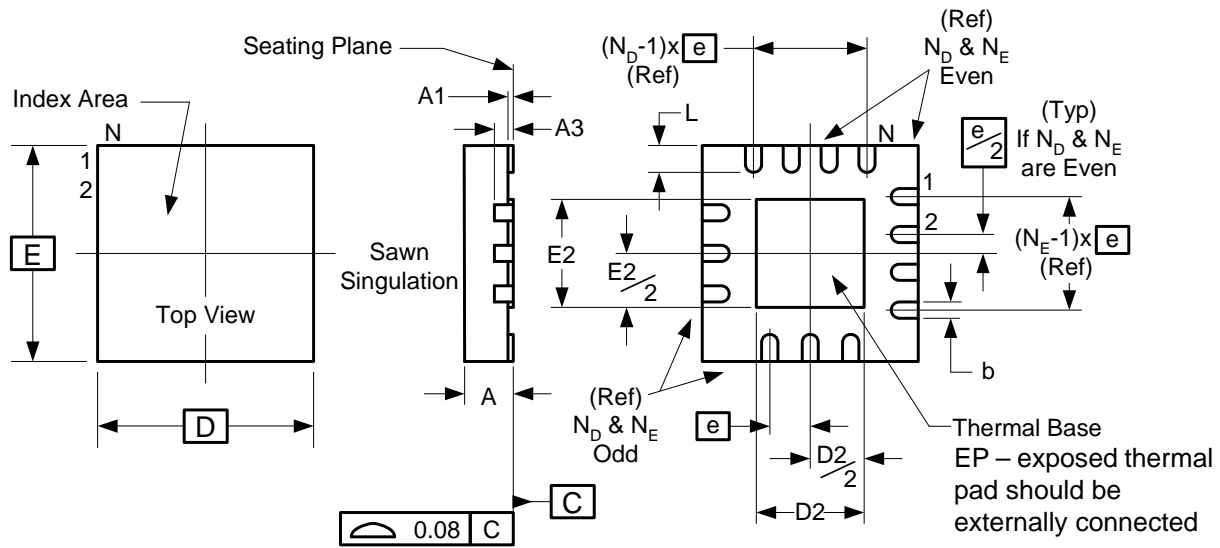 Seating Plane
Index Area
N
1
2
E
Top View
D
A1
A3
Sawn
Singulation
A
C
0.08 C
(N_D-1)x e
(Ref)
(Ref)
N_D & N_E
Even
L
N
e/2
(Typ)
If N_D & N_E
are Even
1
2
(N_E-1)x e
(Ref)
E2
E2/2
b
(Ref)
N_D & N_E
Odd
e
D2/2
D2
Thermal Base
EP – exposed thermal
pad should be
externally connected